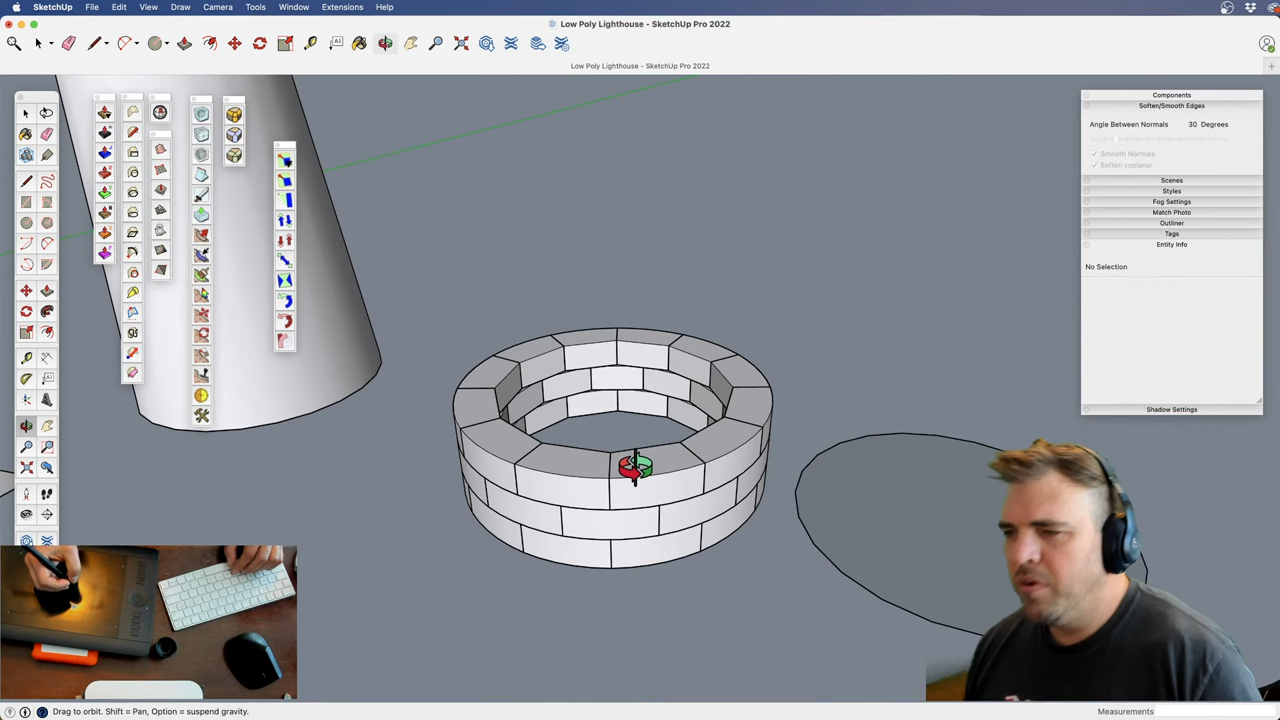 SketchUp File Edit View Draw Camera Tools Window Extensions Help
Low Poly Lighthouse - SketchUp Pro 2022
Low Poly Lighthouse - SketchUp Pro 2022
Components
Soften/Smooth Edges
Angle Between Normals 30 Degrees
Smooth Normals
Soften coplanar
Scenes
Styles
Fog Settings
Match Photo
Outliner
Tags
Entity Info
No Selection
Shadow Settings
Drag to orbit. Shift = Pan, Option = suspend gravity.
Measurements